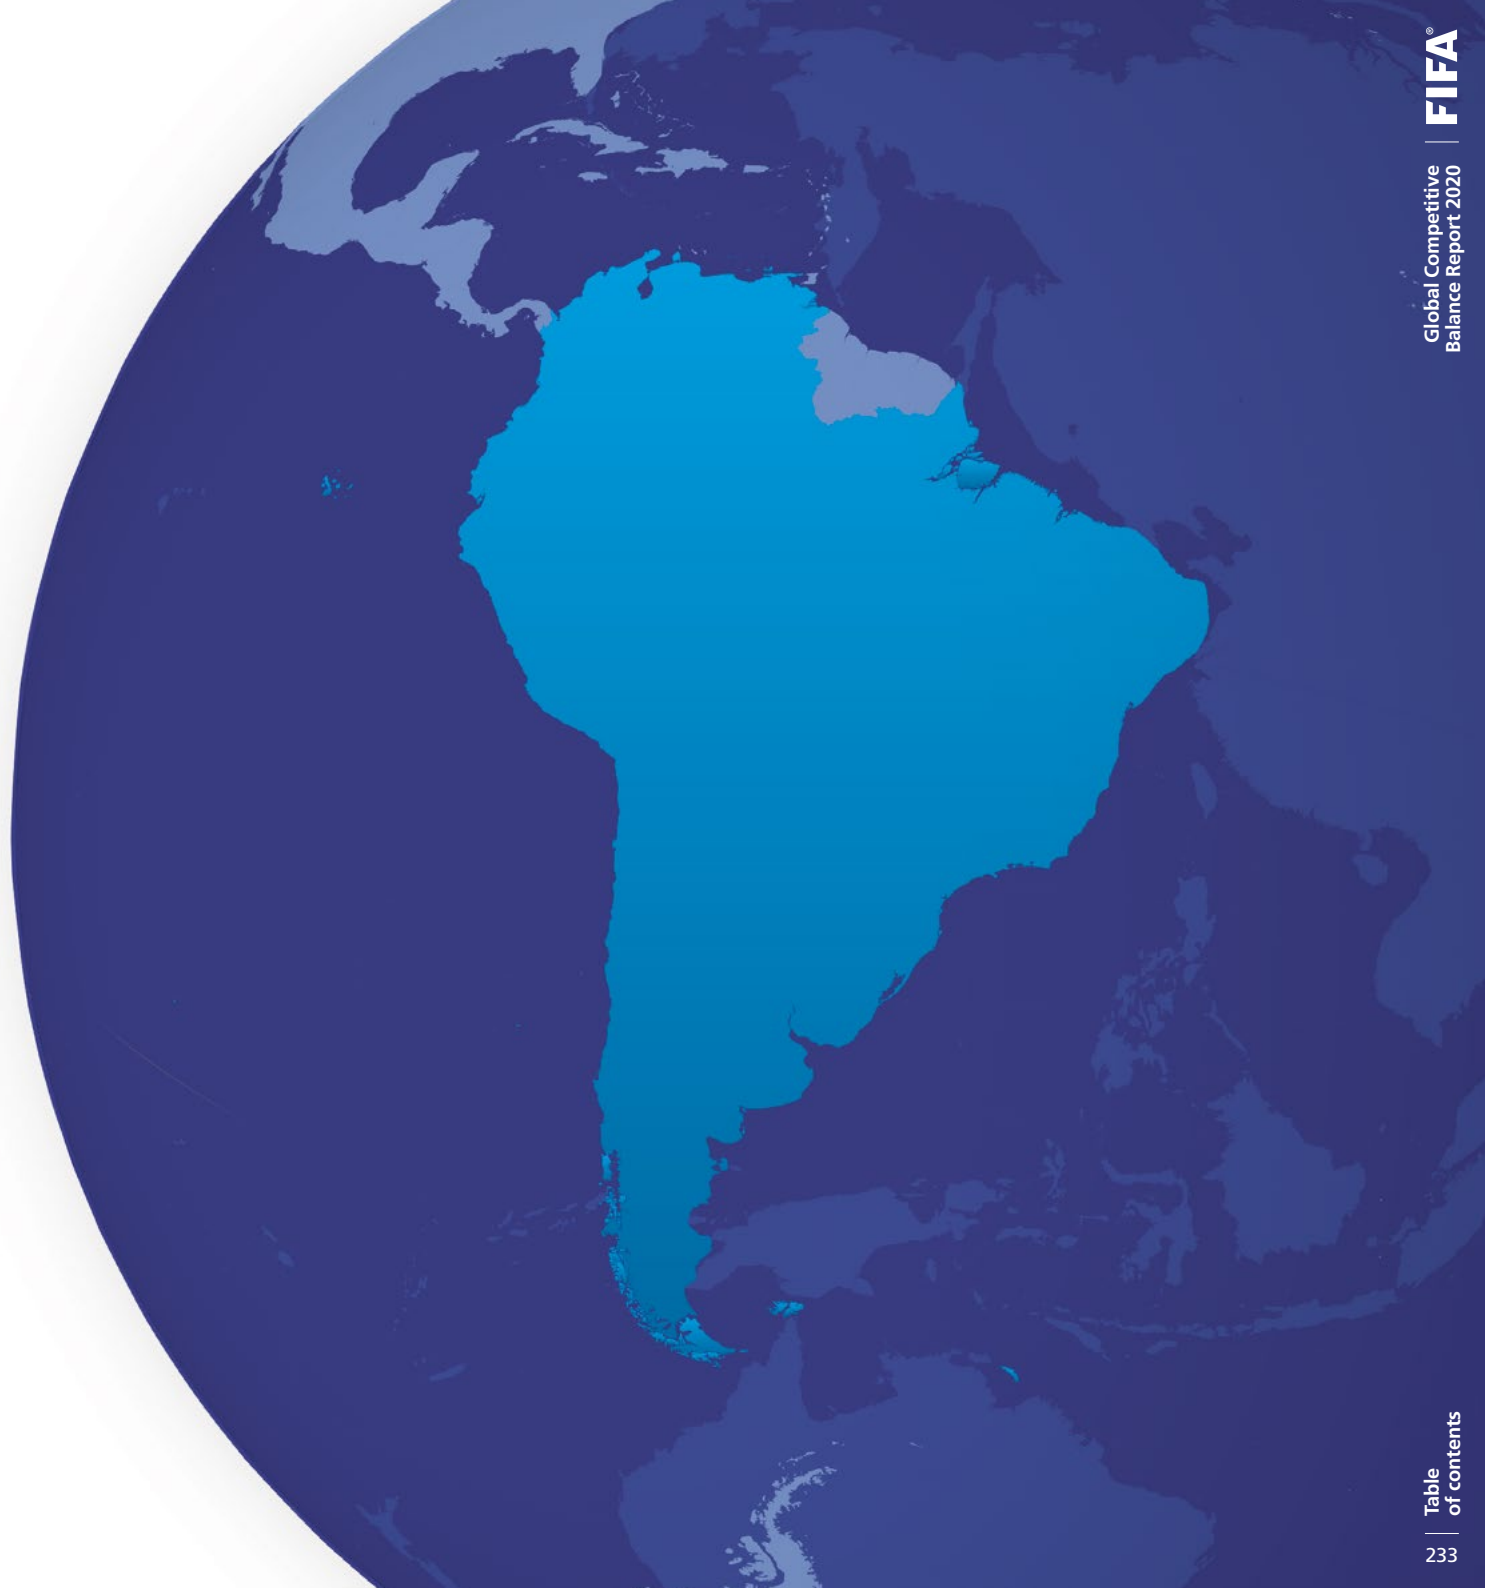 FIFA®
Global Competitive
Balance Report 2020
Table
of contents
233